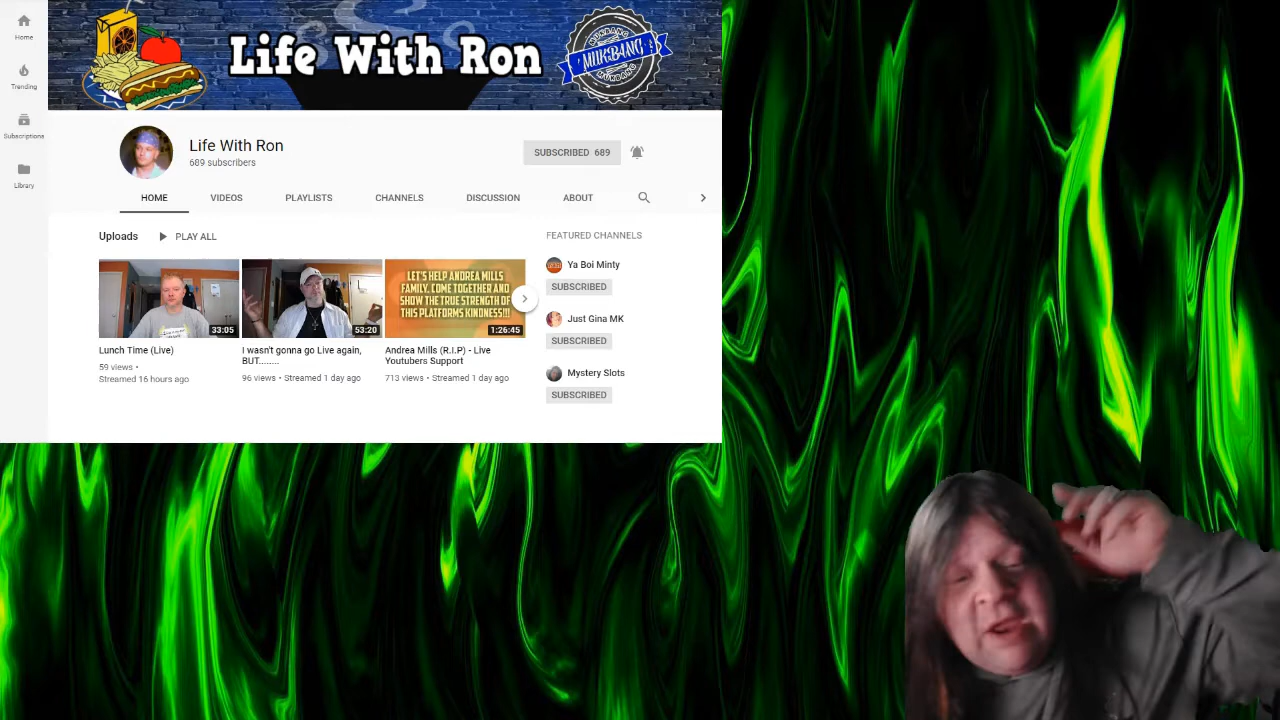 Life With Ron
MUKBANG
MUKBANG
MUKBANG
Home
Trending
Subscriptions
Library
Life With Ron
689 subscribers
SUBSCRIBED 689
HOME VIDEOS PLAYLISTS CHANNELS DISCUSSION ABOUT
Uploads PLAY ALL
33:05
Lunch Time (Live)
59 views •
Streamed 16 hours ago
53:20
I wasn't gonna go Live again,
BUT........
96 views • Streamed 1 day ago
LET'S HELP ANDREA MILLS
FAMILY, COME TOGETHER AND
SHOW THE TRUE STRENGTH OF
THIS PLATFORMS KINDNESS!!!
1:26:45
Andrea Mills (R.I.P) - Live
Youtubers Support
713 views • Streamed 1 day ago
FEATURED CHANNELS
Ya Boi Minty
SUBSCRIBED
Just Gina MK
SUBSCRIBED
Mystery Slots
SUBSCRIBED